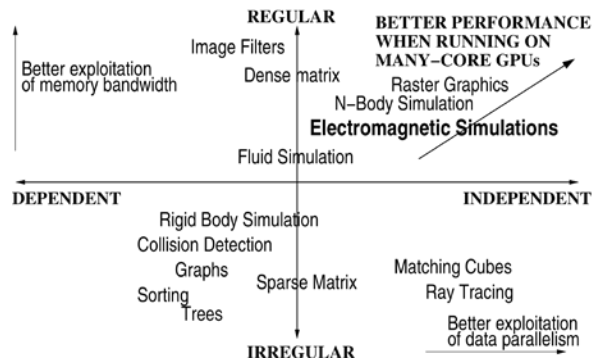 REGULAR
BETTER PERFORMANCE
WHEN RUNNING ON
MANY-CORE GPUs
Image Filters
Better exploitation
of memory bandwidth
Dense matrix
Raster Graphics
N-Body Simulation
Electromagnetic Simulations
Fluid Simulation
DEPENDENT
INDEPENDENT
Rigid Body Simulation
Collision Detection
Graphs
Sparse Matrix
Matching Cubes
Sorting
Ray Tracing
Trees
Better exploitation
of data parallelism
IRREGULAR